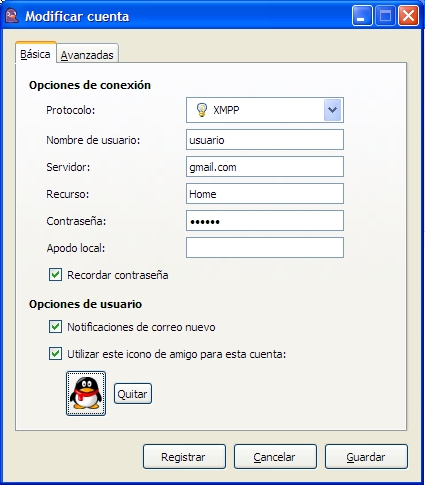 Modificar cuenta
Básica Avanzadas
Opciones de conexión
Protocolo: XMPP
Nombre de usuario: usuario
Servidor: gmail.com
Recurso: Home
Contraseña: ••••••
Apodo local:
Recordar contraseña
Opciones de usuario
Notificaciones de correo nuevo
Utilizar este icono de amigo para esta cuenta:
Quitar
Registrar Cancelar Guardar